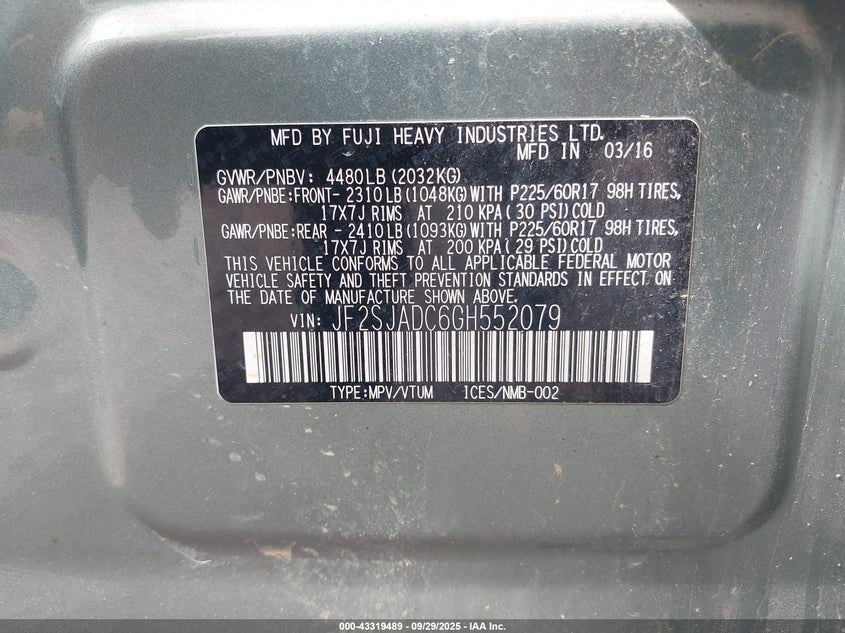 MFD BY FUJI HEAVY INDUSTRIES LTD.
MFD IN 03/16
GVWR/PNBV: 4480LB(2032KG)
GAWR/PNBE:FRONT- 2310LB(1048KG)WITH P225/60R17 98H TIRES,
17X7J RIMS AT 210 KPA( 30 PSI)COLD
GAWR/PNBE:REAR - 2410LB(1093KG)WITH P225/60R17 98H TIRES,
17X7J RIMS AT 200 KPA( 29 PSI)COLD
THIS VEHICLE CONFORMS TO ALL APPLICABLE FEDERAL MOTOR
VEHICLE SAFETY AND THEFT PREVENTION STANDARDS IN EFFECT ON
THE DATE OF MANUFACTURE SHOWN ABOVE.
VIN: JF2SJADC6GH552079
TYPE:MPV/VTUM ICES/NMB-002
000-43319489 - 09/29/2025 - IAA, Inc.